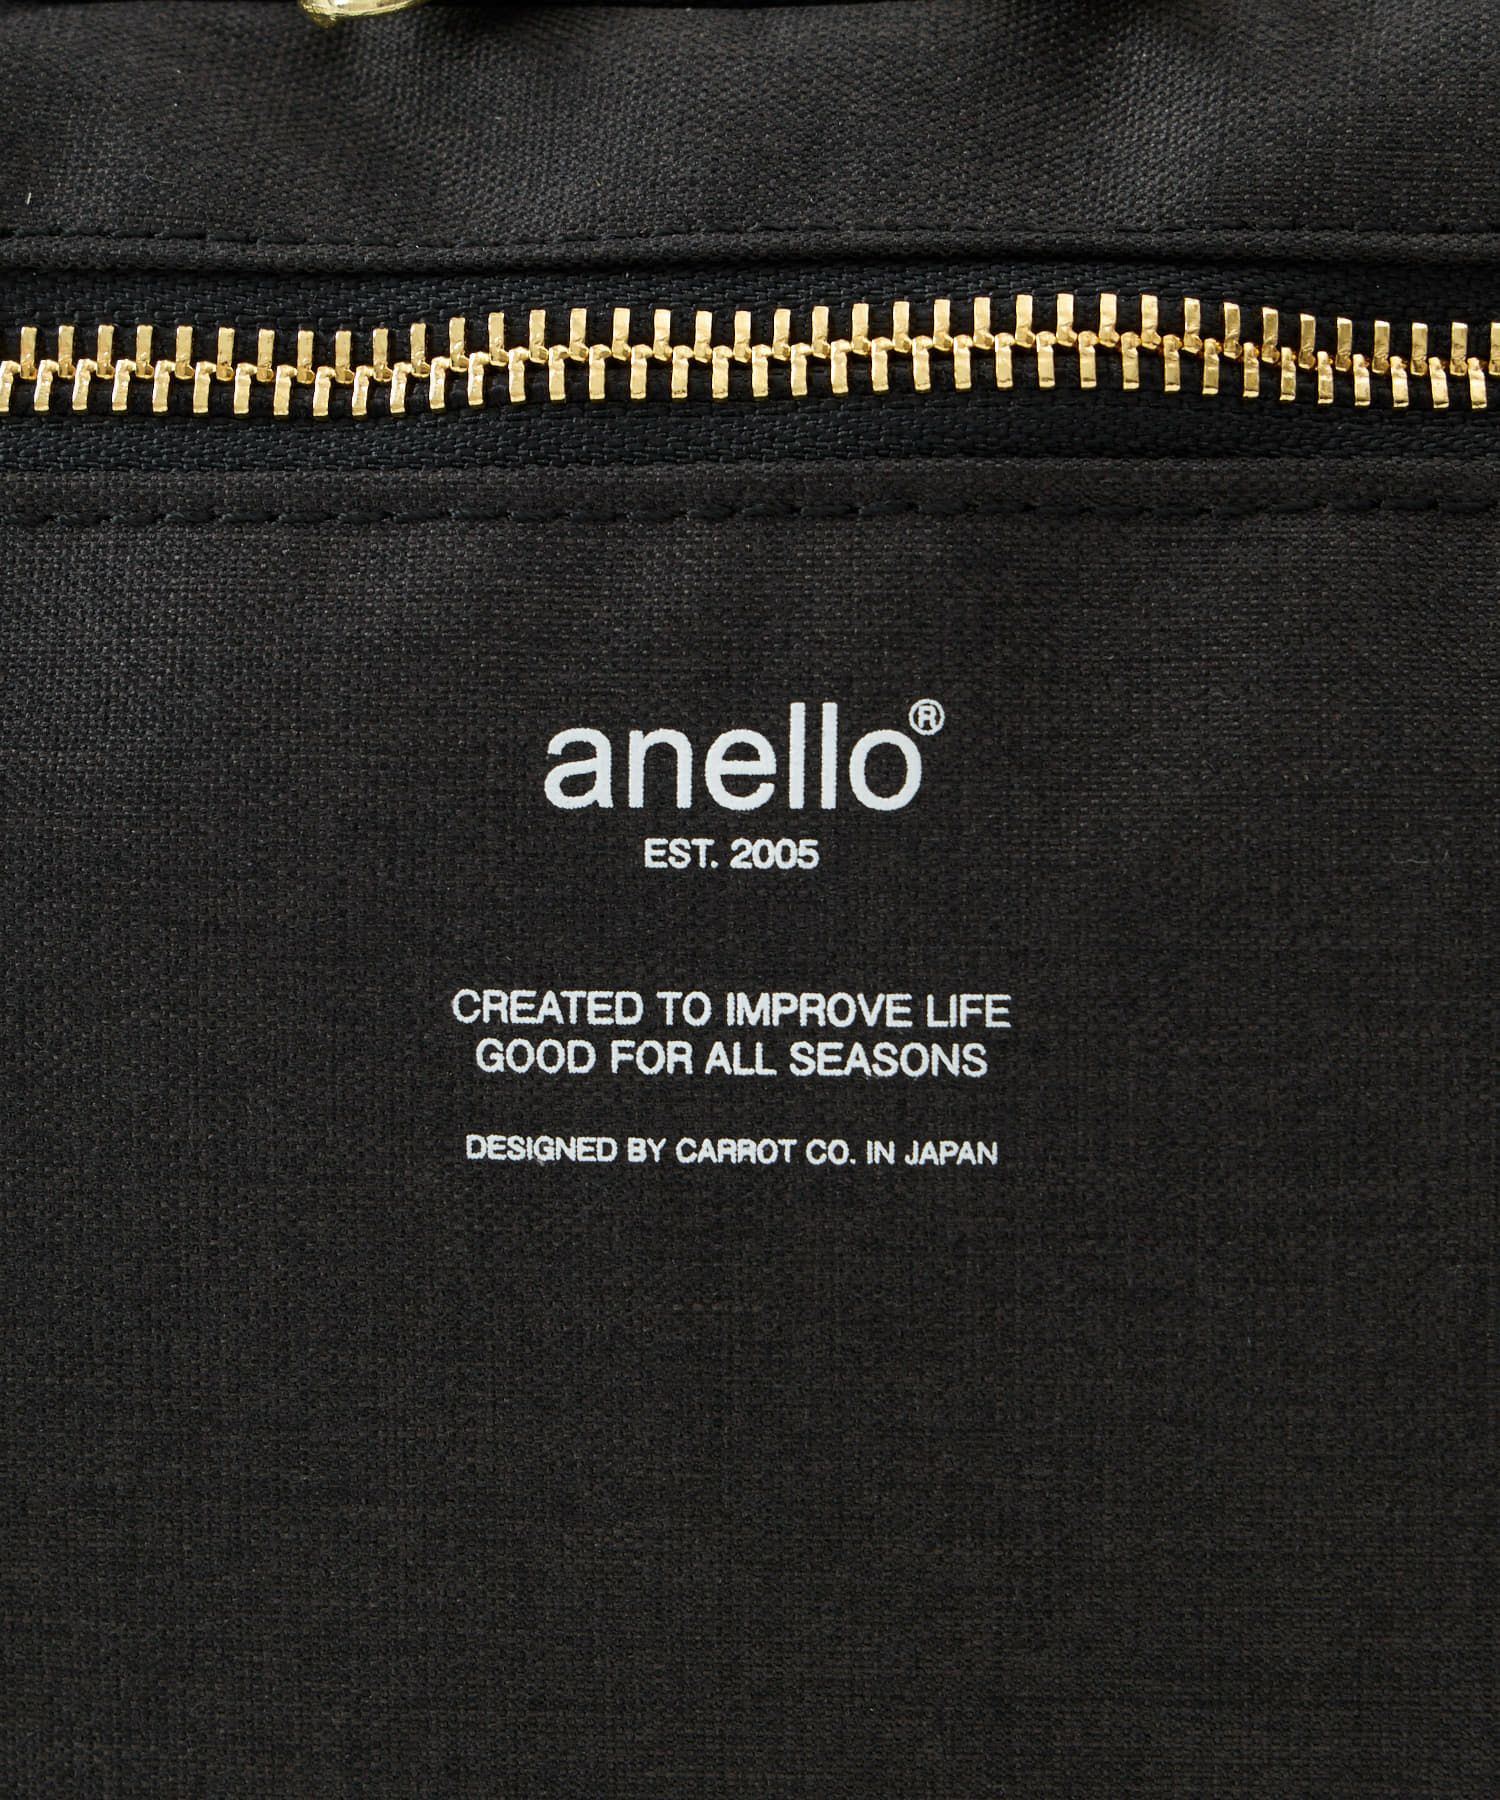 anello®
EST. 2005
CREATED TO IMPROVE LIFE
GOOD FOR ALL SEASONS
DESIGNED BY CARROT CO. IN JAPAN